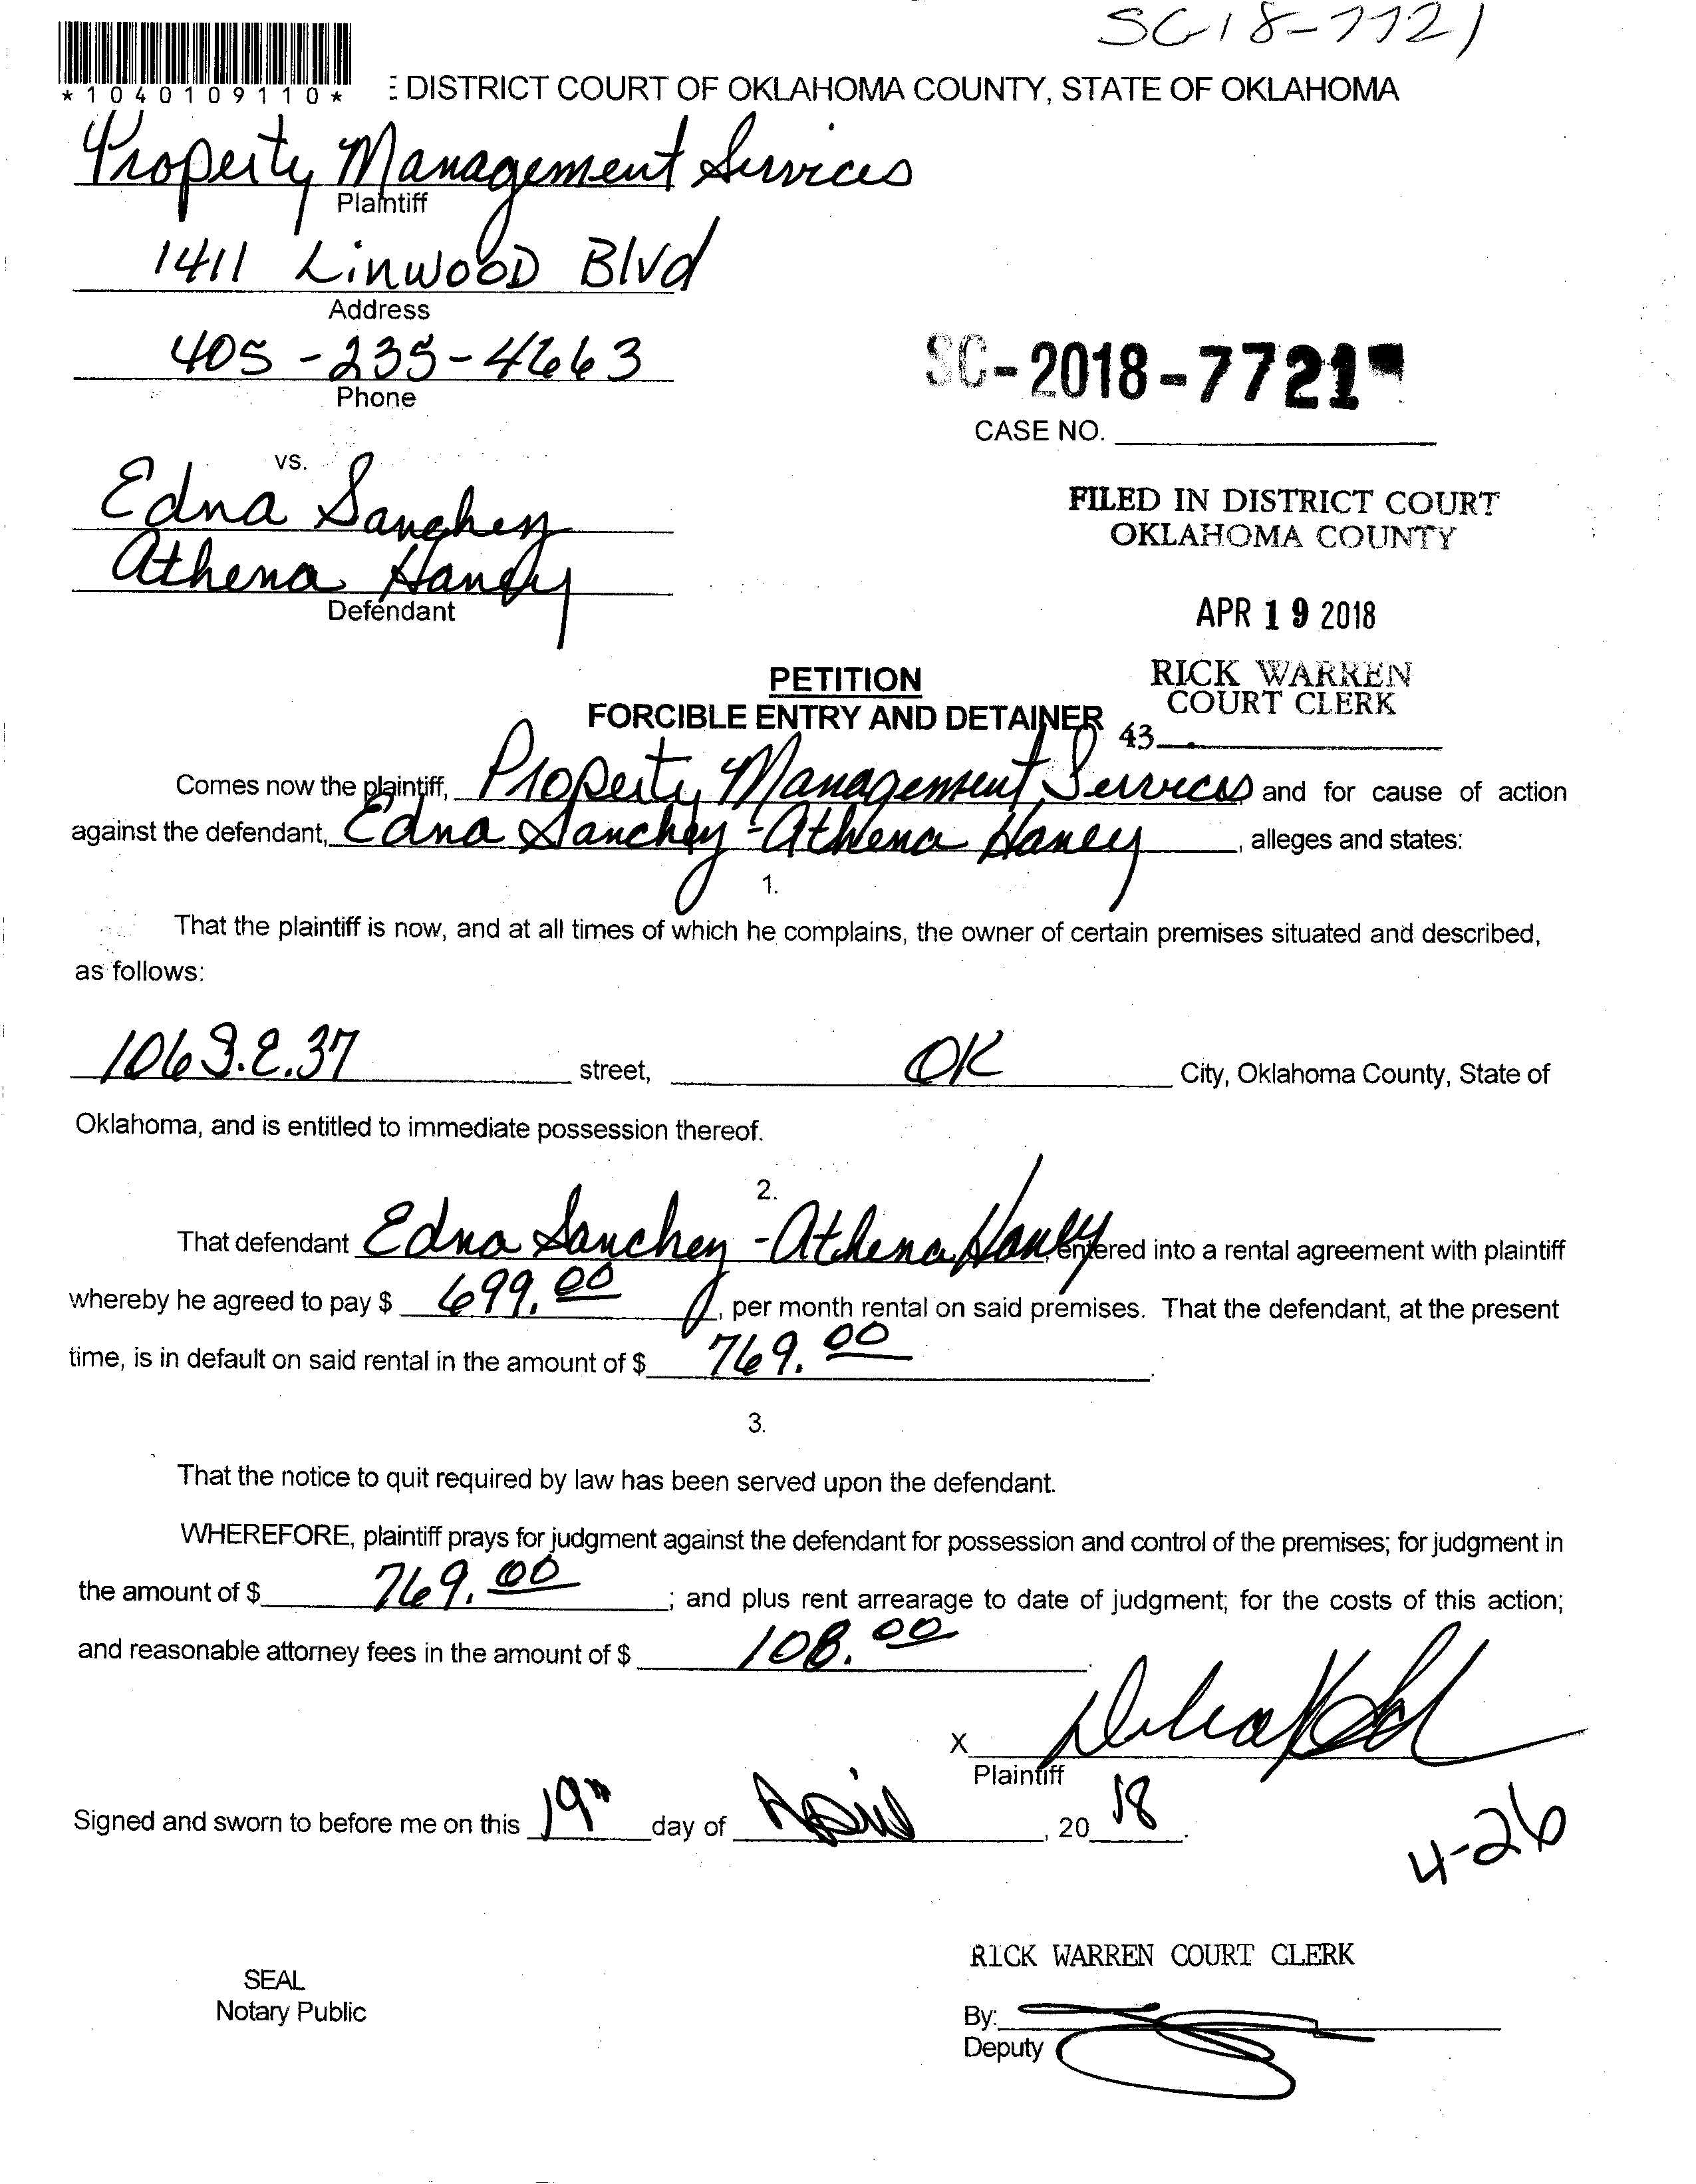 SC18-7721
*1040109110*
: DISTRICT COURT OF OKLAHOMA COUNTY, STATE OF OKLAHOMA
Property Management Services
Plaintiff
1411 Linwood Blvd
Address
405-235-4663
Phone
SC-2018-7721
CASE NO.
vs.
Edna Sanchez
Athena Haney
Defendant
FILED IN DISTRICT COURT
OKLAHOMA COUNTY
APR 19 2018
RICK WARREN
COURT CLERK
43
PETITION
FORCIBLE ENTRY AND DETAINER
Comes now the plaintiff, Property Management Services and for cause of action
against the defendant, Edna Sanchez - Athena Haney, alleges and states:
1.
That the plaintiff is now, and at all times of which he complains, the owner of certain premises situated and described,
as follows:
106 S.E. 37 street, OK City, Oklahoma County, State of
Oklahoma, and is entitled to immediate possession thereof.
2.
That defendant Edna Sanchez - Athena Haney, entered into a rental agreement with plaintiff
whereby he agreed to pay $ 699.00, per month rental on said premises. That the defendant, at the present
time, is in default on said rental in the amount of $ 769.00.
3.
That the notice to quit required by law has been served upon the defendant.
WHEREFORE, plaintiff prays for judgment against the defendant for possession and control of the premises; for judgment in
the amount of $ 769.00; and plus rent arrearage to date of judgment; for the costs of this action;
and reasonable attorney fees in the amount of $ 108.00.
X
Plaintiff
Signed and sworn to before me on this 19th day of April, 20 18.
4-26
RICK WARREN COURT CLERK
SEAL
Notary Public
By:
Deputy